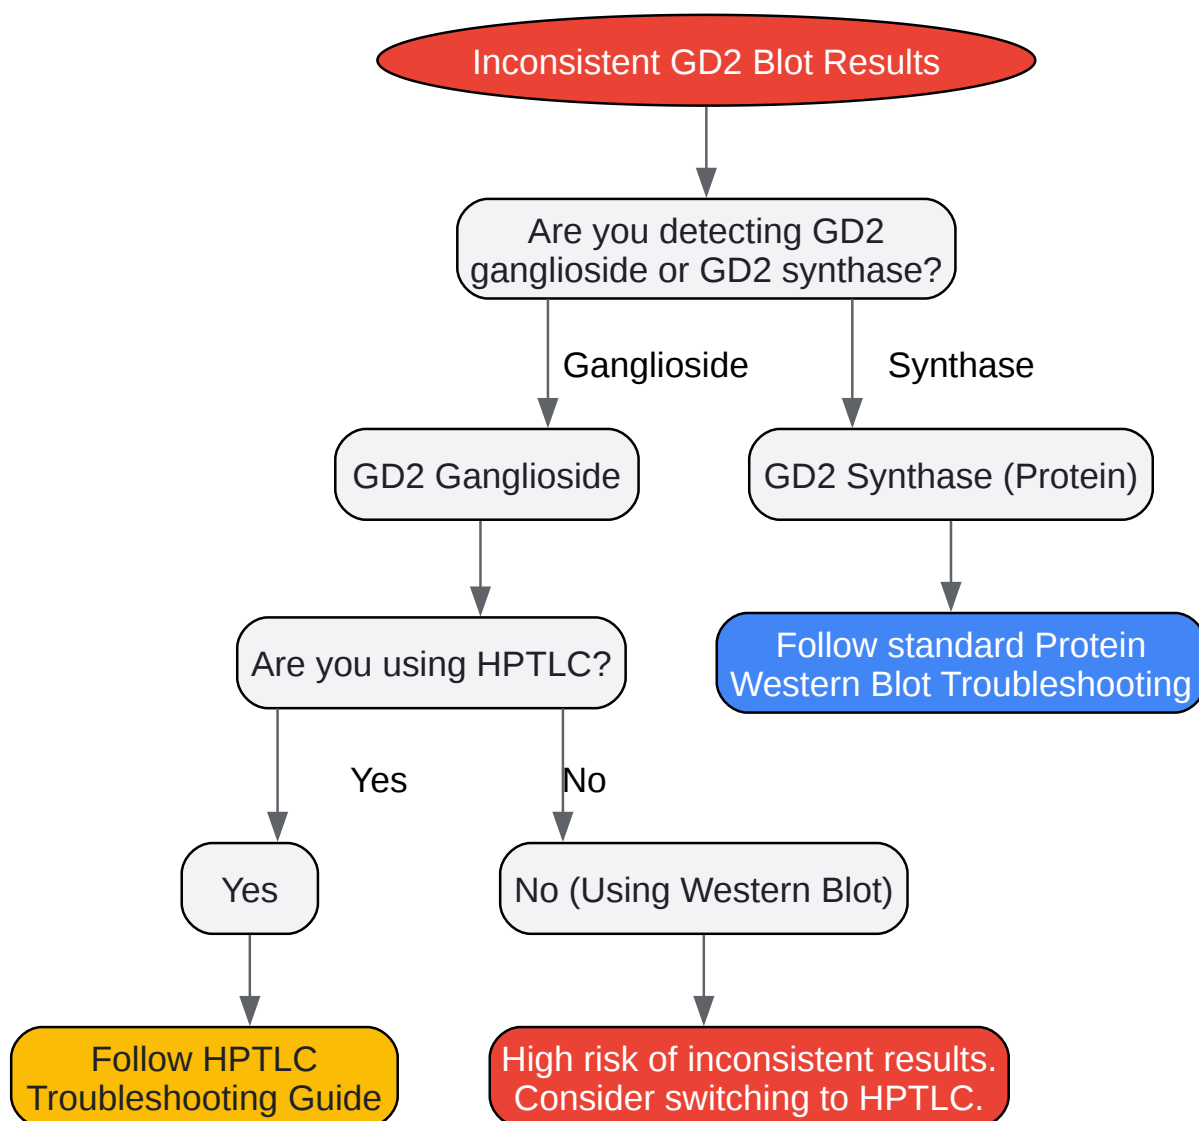 Inconsistent GD2 Blot Results
Are you detecting GD2
ganglioside or GD2 synthase?
Ganglioside
Synthase
GD2 Ganglioside
GD2 Synthase (Protein)
Are you using HPTLC?
Follow standard Protein
Western Blot Troubleshooting
Yes
No
Yes
No (Using Western Blot)
Follow HPTLC
Troubleshooting Guide
High risk of inconsistent results.
Consider switching to HPTLC.